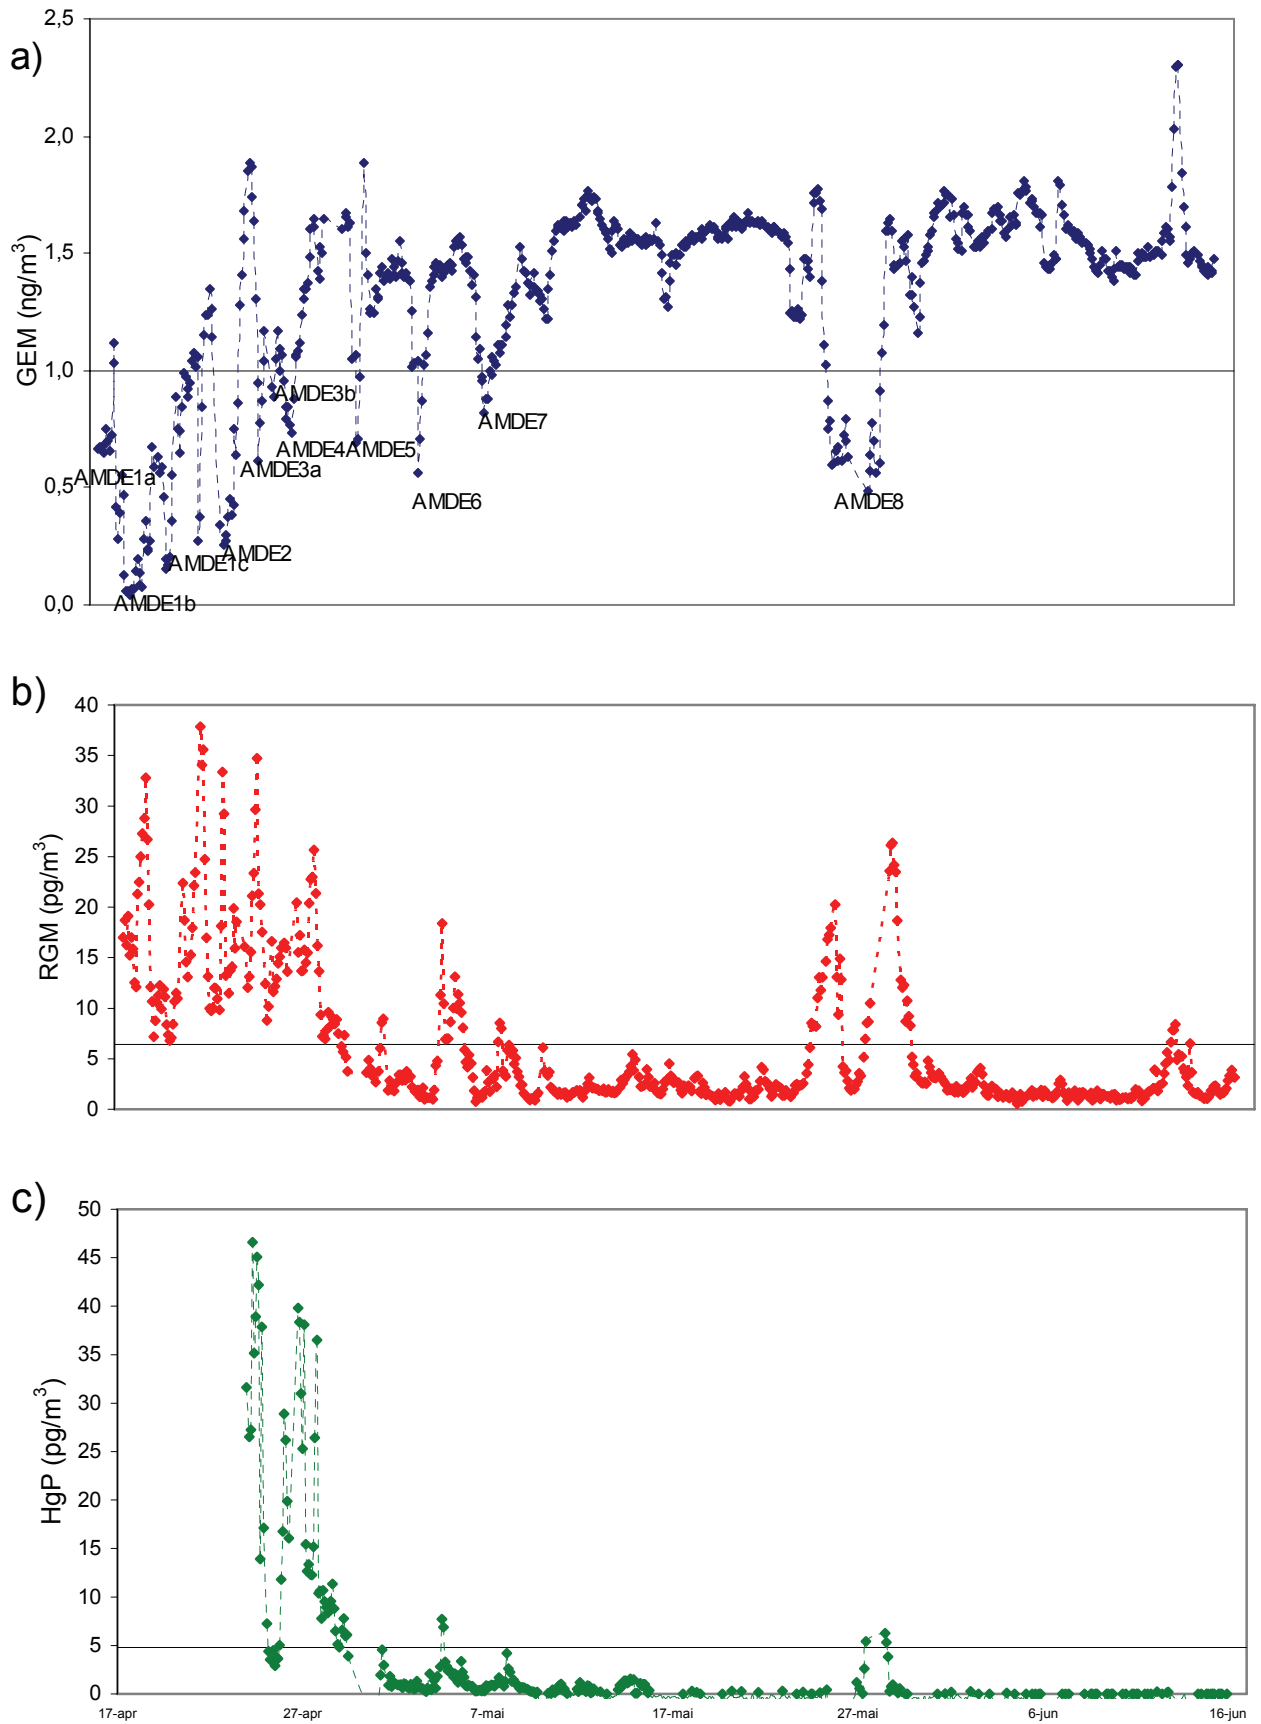 a)
GEM (ng/m³)
2,5
2,0
1,5
1,0
0,5
0,0
AMDE1a
AMDE1b
AMDE1c
AMDE2
AMDE3a
AMDE3b
AMDE4
AMDE5
AMDE6
AMDE7
AMDE8
b)
RGM (pg/m³)
40
35
30
25
20
15
10
5
0
c)
HgP (pg/m³)
50
45
40
35
30
25
20
15
10
5
0
17-apr 27-apr 7-mai 17-mai 27-mai 6-jun 16-jun